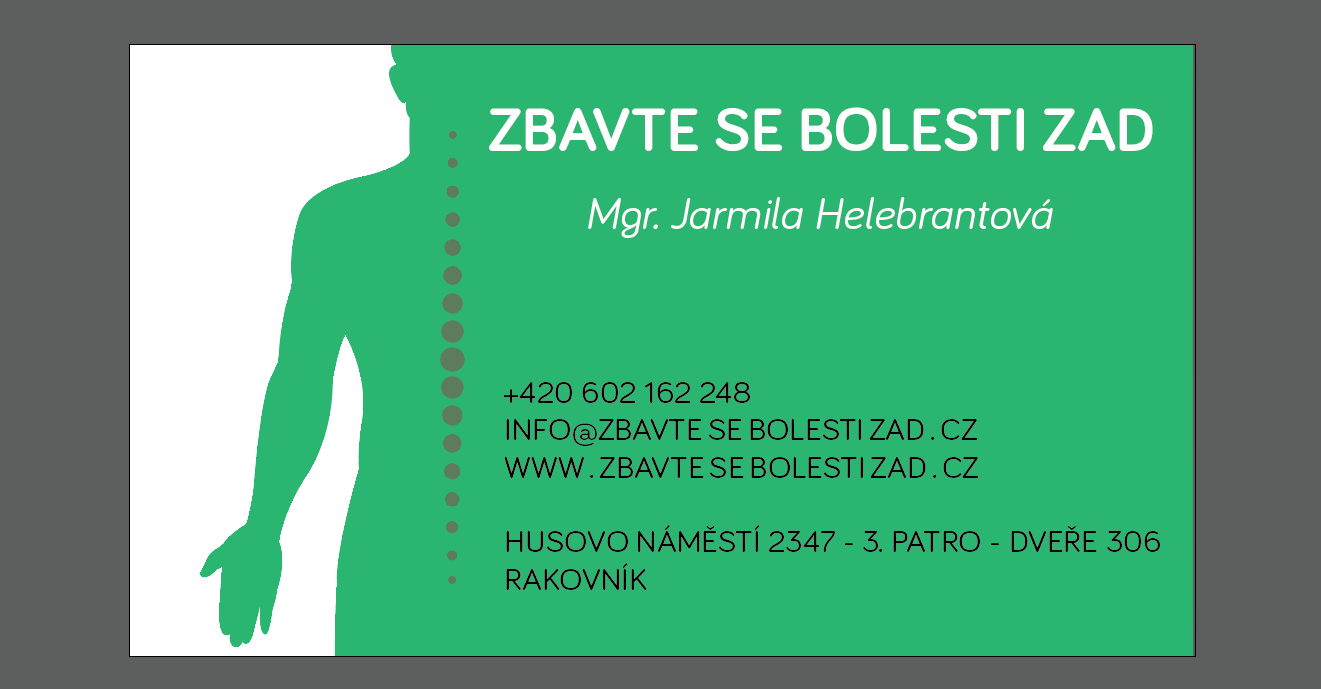 ZBAVTE SE BOLESTI ZAD
Mgr. Jarmila Helebrantová
+420 602 162 248
INFO@ZBAVTE SE BOLESTI ZAD . CZ
WWW . ZBAVTE SE BOLESTI ZAD . CZ
HUSOVO NÁMĚSTÍ 2347 - 3. PATRO - DVEŘE 306
RAKOVNÍK